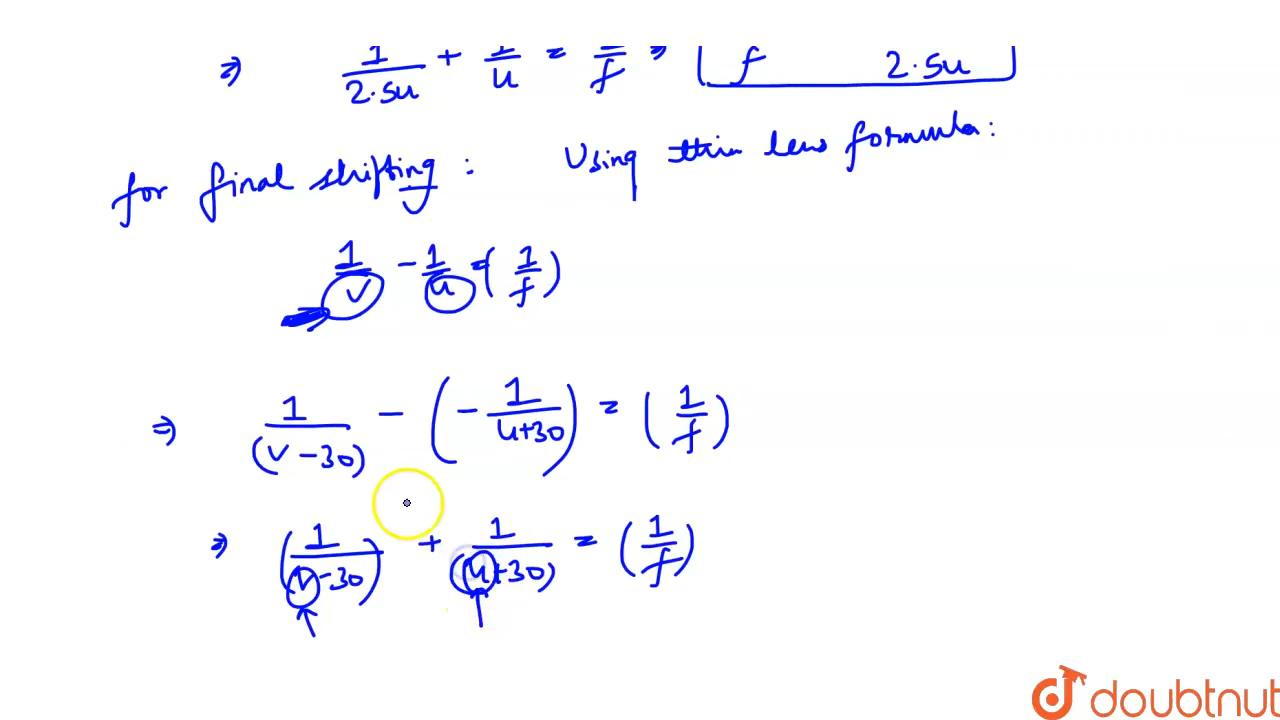 ⇒ 1/2.5u + 1/u = 1/f ⇒ f 2.5u
for final shifting : Using thin lens formula:
1/v - 1/u = (1/f)
⇒ 1/(v-30) - (- 1/u+30) = (1/f)
⇒ (1/v-30) + 1/(u+30) = (1/f)
doubtnut